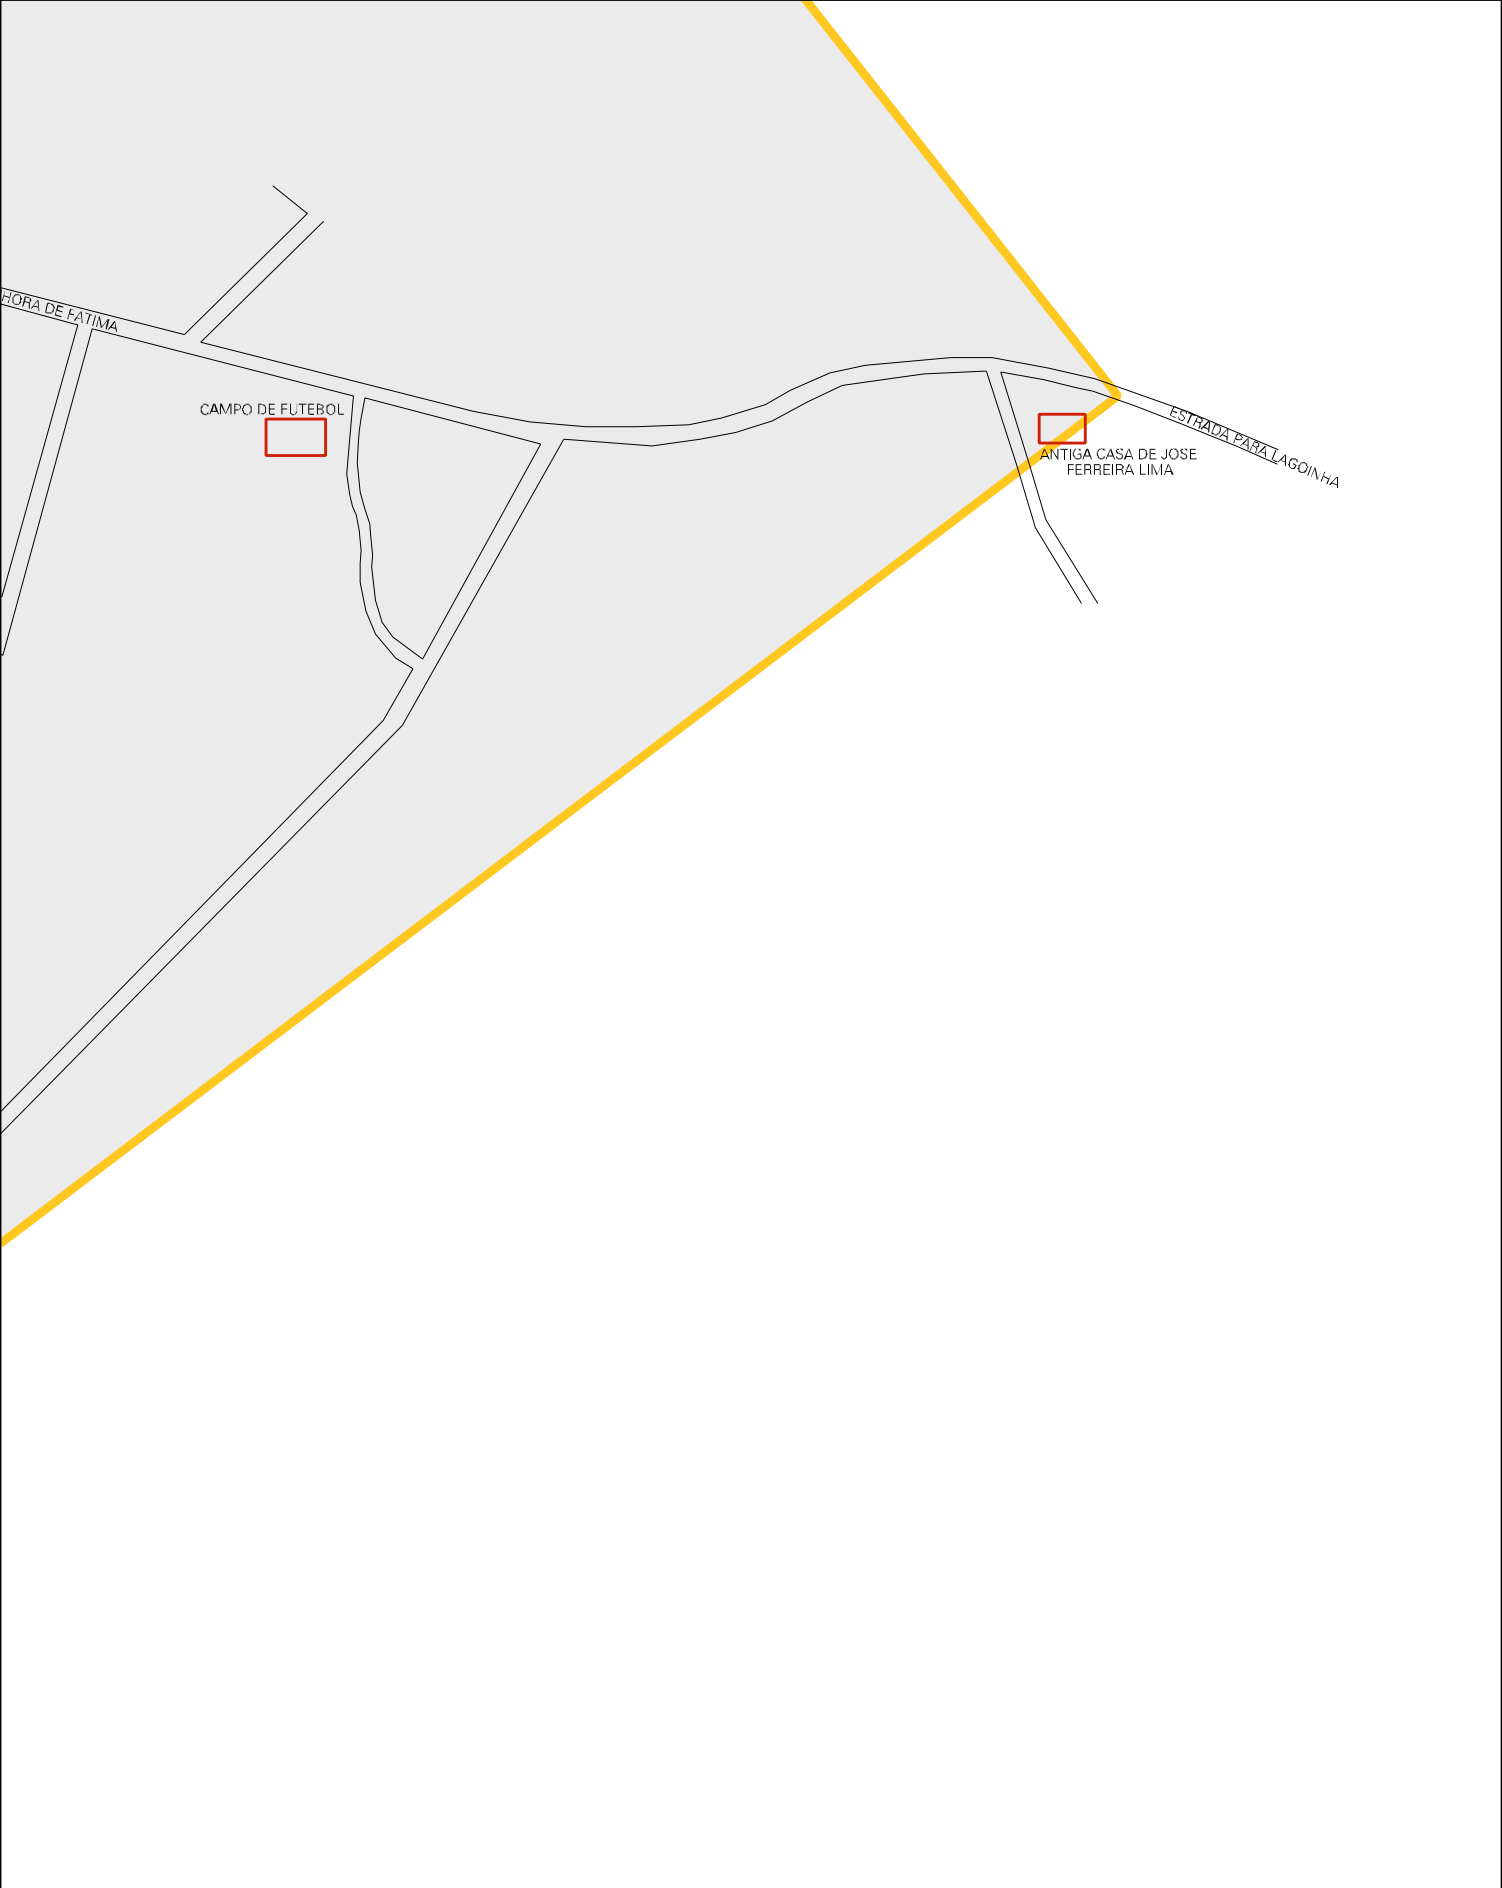 HORA DE FATIMA
CAMPO DE FUTEBOL
ESTRADA PARA LAGOINHA
ANTIGA CASA DE JOSE
FERREIRA LIMA